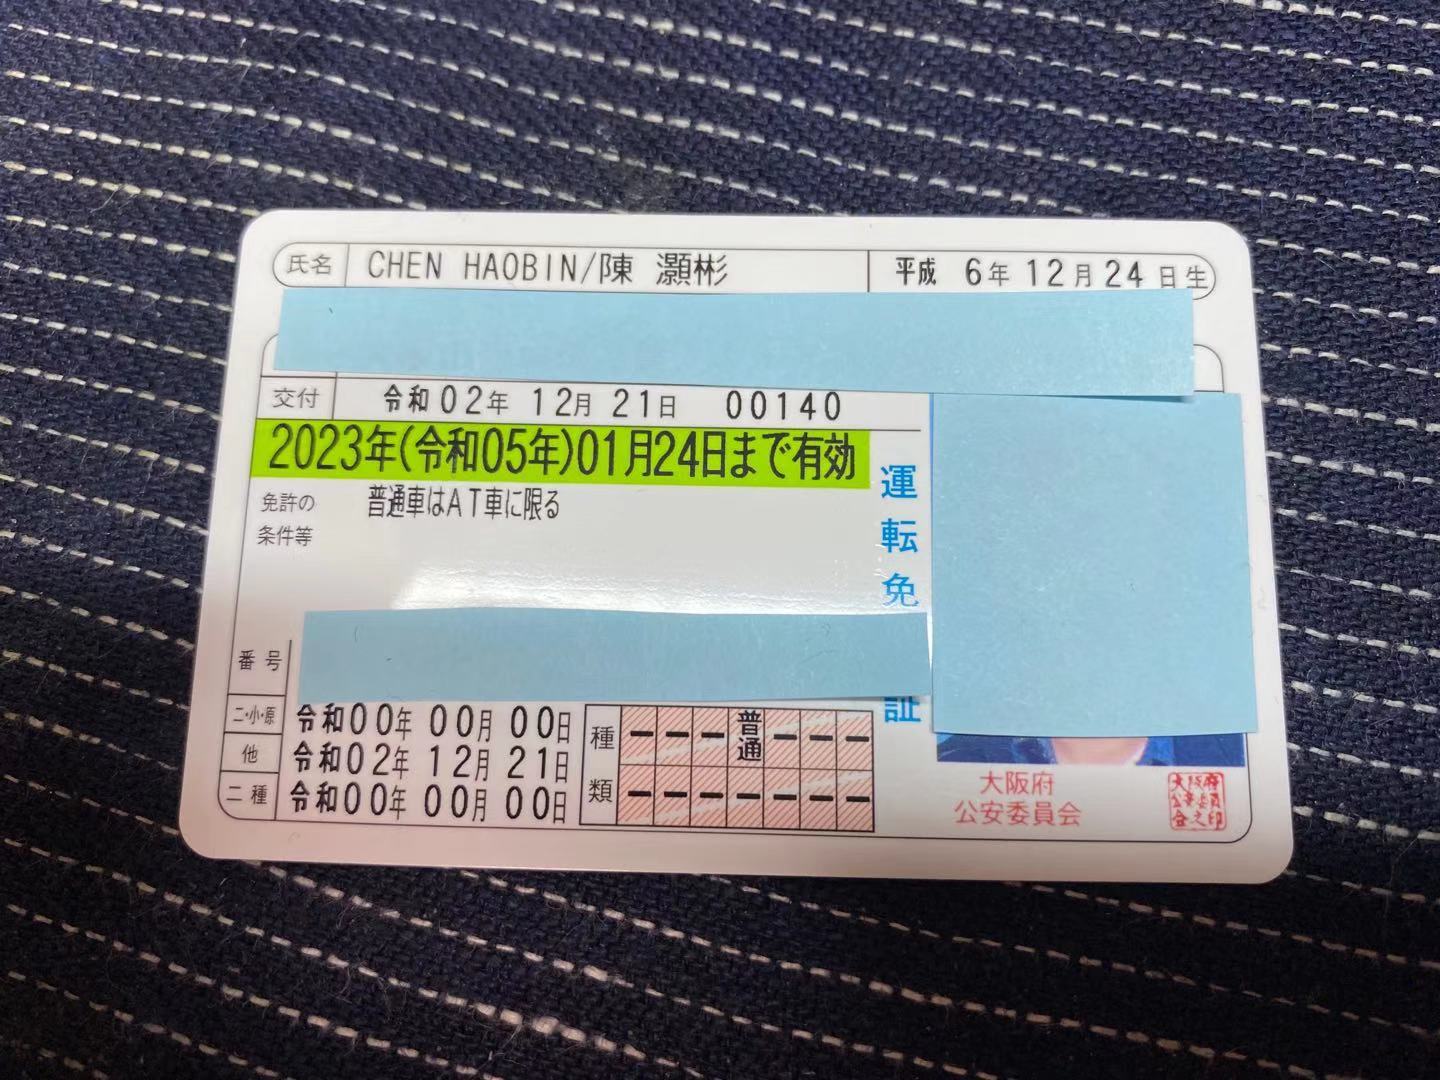 氏名 CHEN HAOBIN/陳 灝彬 平成 6年 12月 24日生
交付 令和02年 12月 21日 00140
2023年(令和05年)01月24日まで有効
免許の条件等 普通車はAT車に限る
運転免
証
番号
二・小・原 令和00年 00月 00日
他 令和02年 12月 21日
二種 令和00年 00月 00日
種類 普通
大阪府
公安委員会